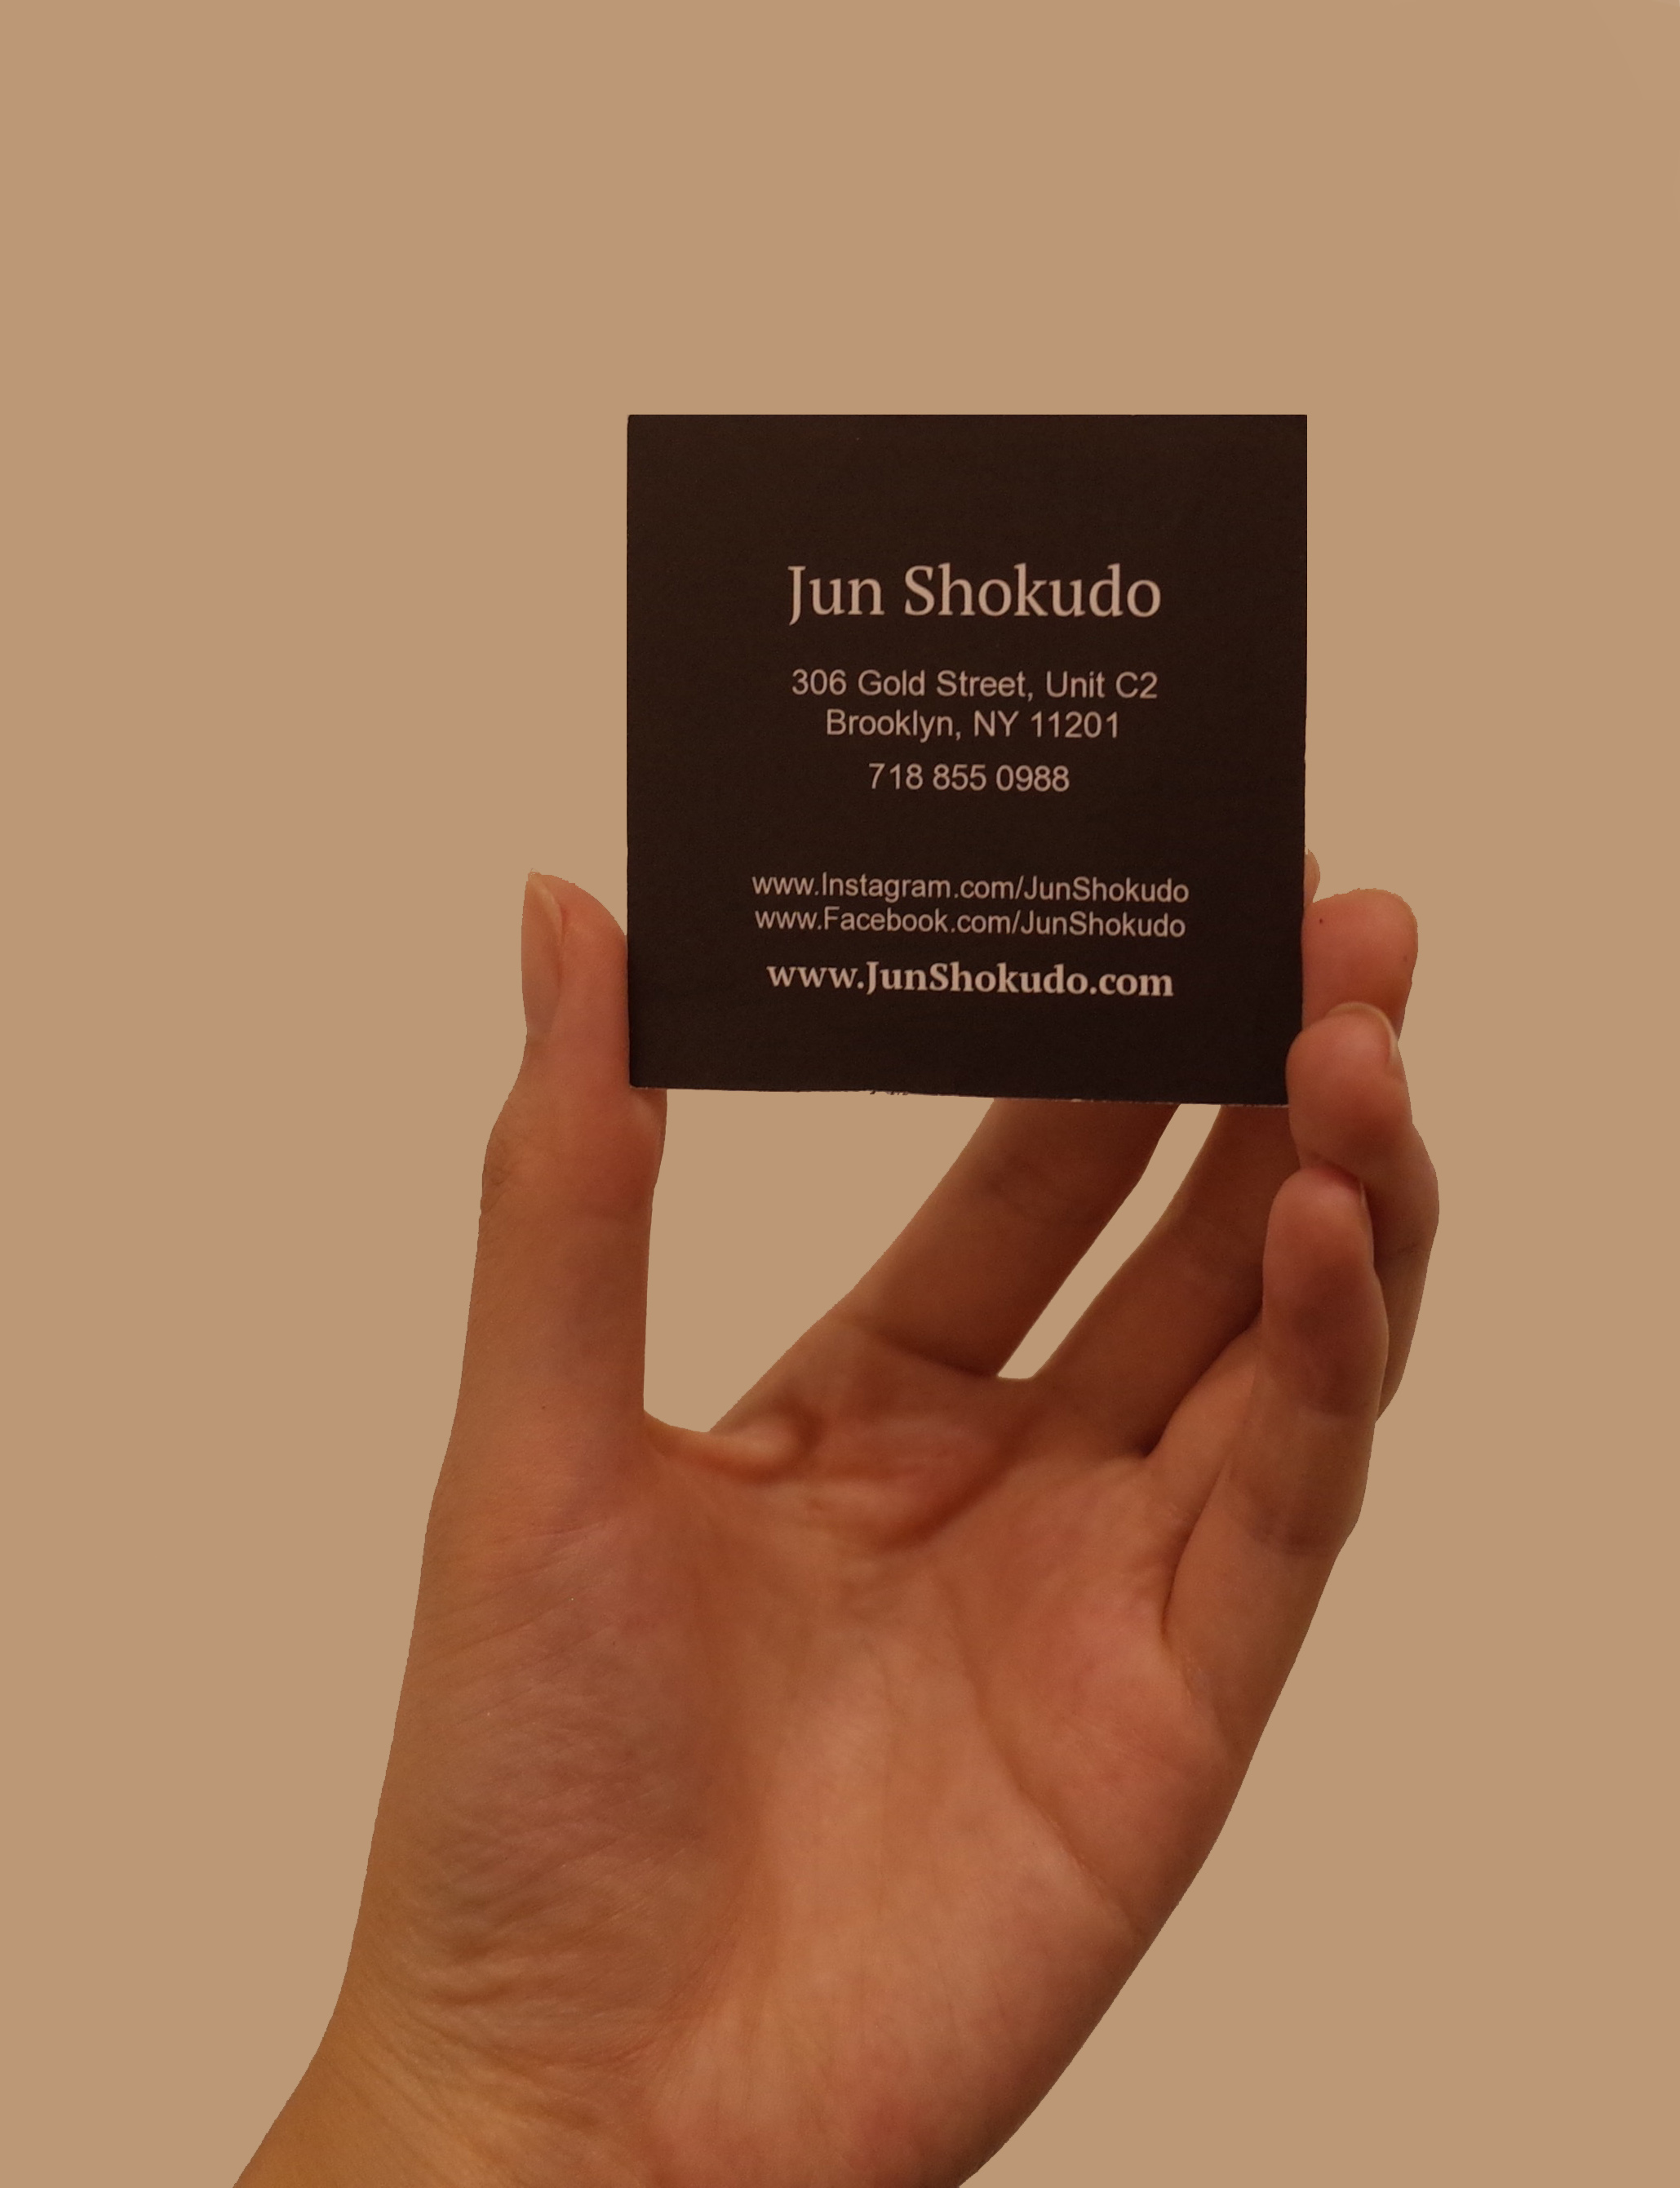 Jun Shokudo
306 Gold Street, Unit C2
Brooklyn, NY 11201
718 855 0988
www.Instagram.com/JunShokudo
www.Facebook.com/JunShokudo
www.JunShokudo.com